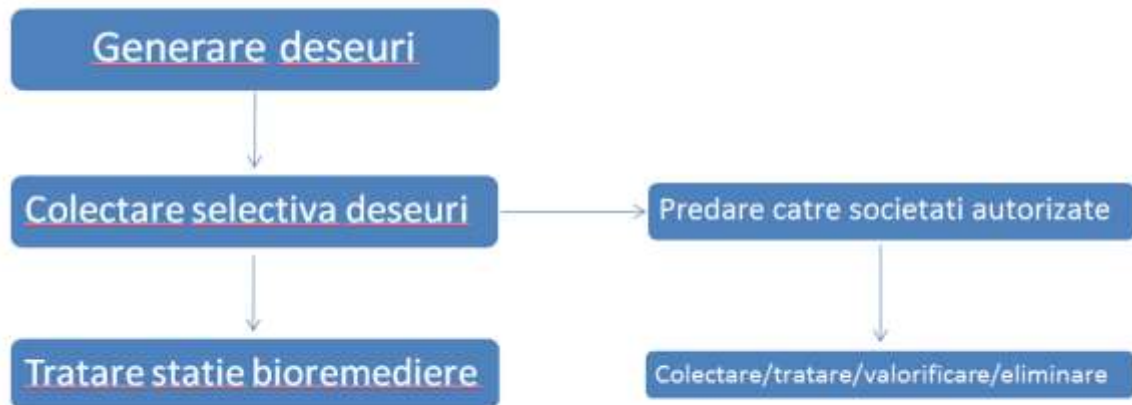 Generare deseuri
Colectare selectiva deseuri
Predare catre societati autorizate
Tratare statie bioremediere
Colectare/tratare/valorificare/eliminare